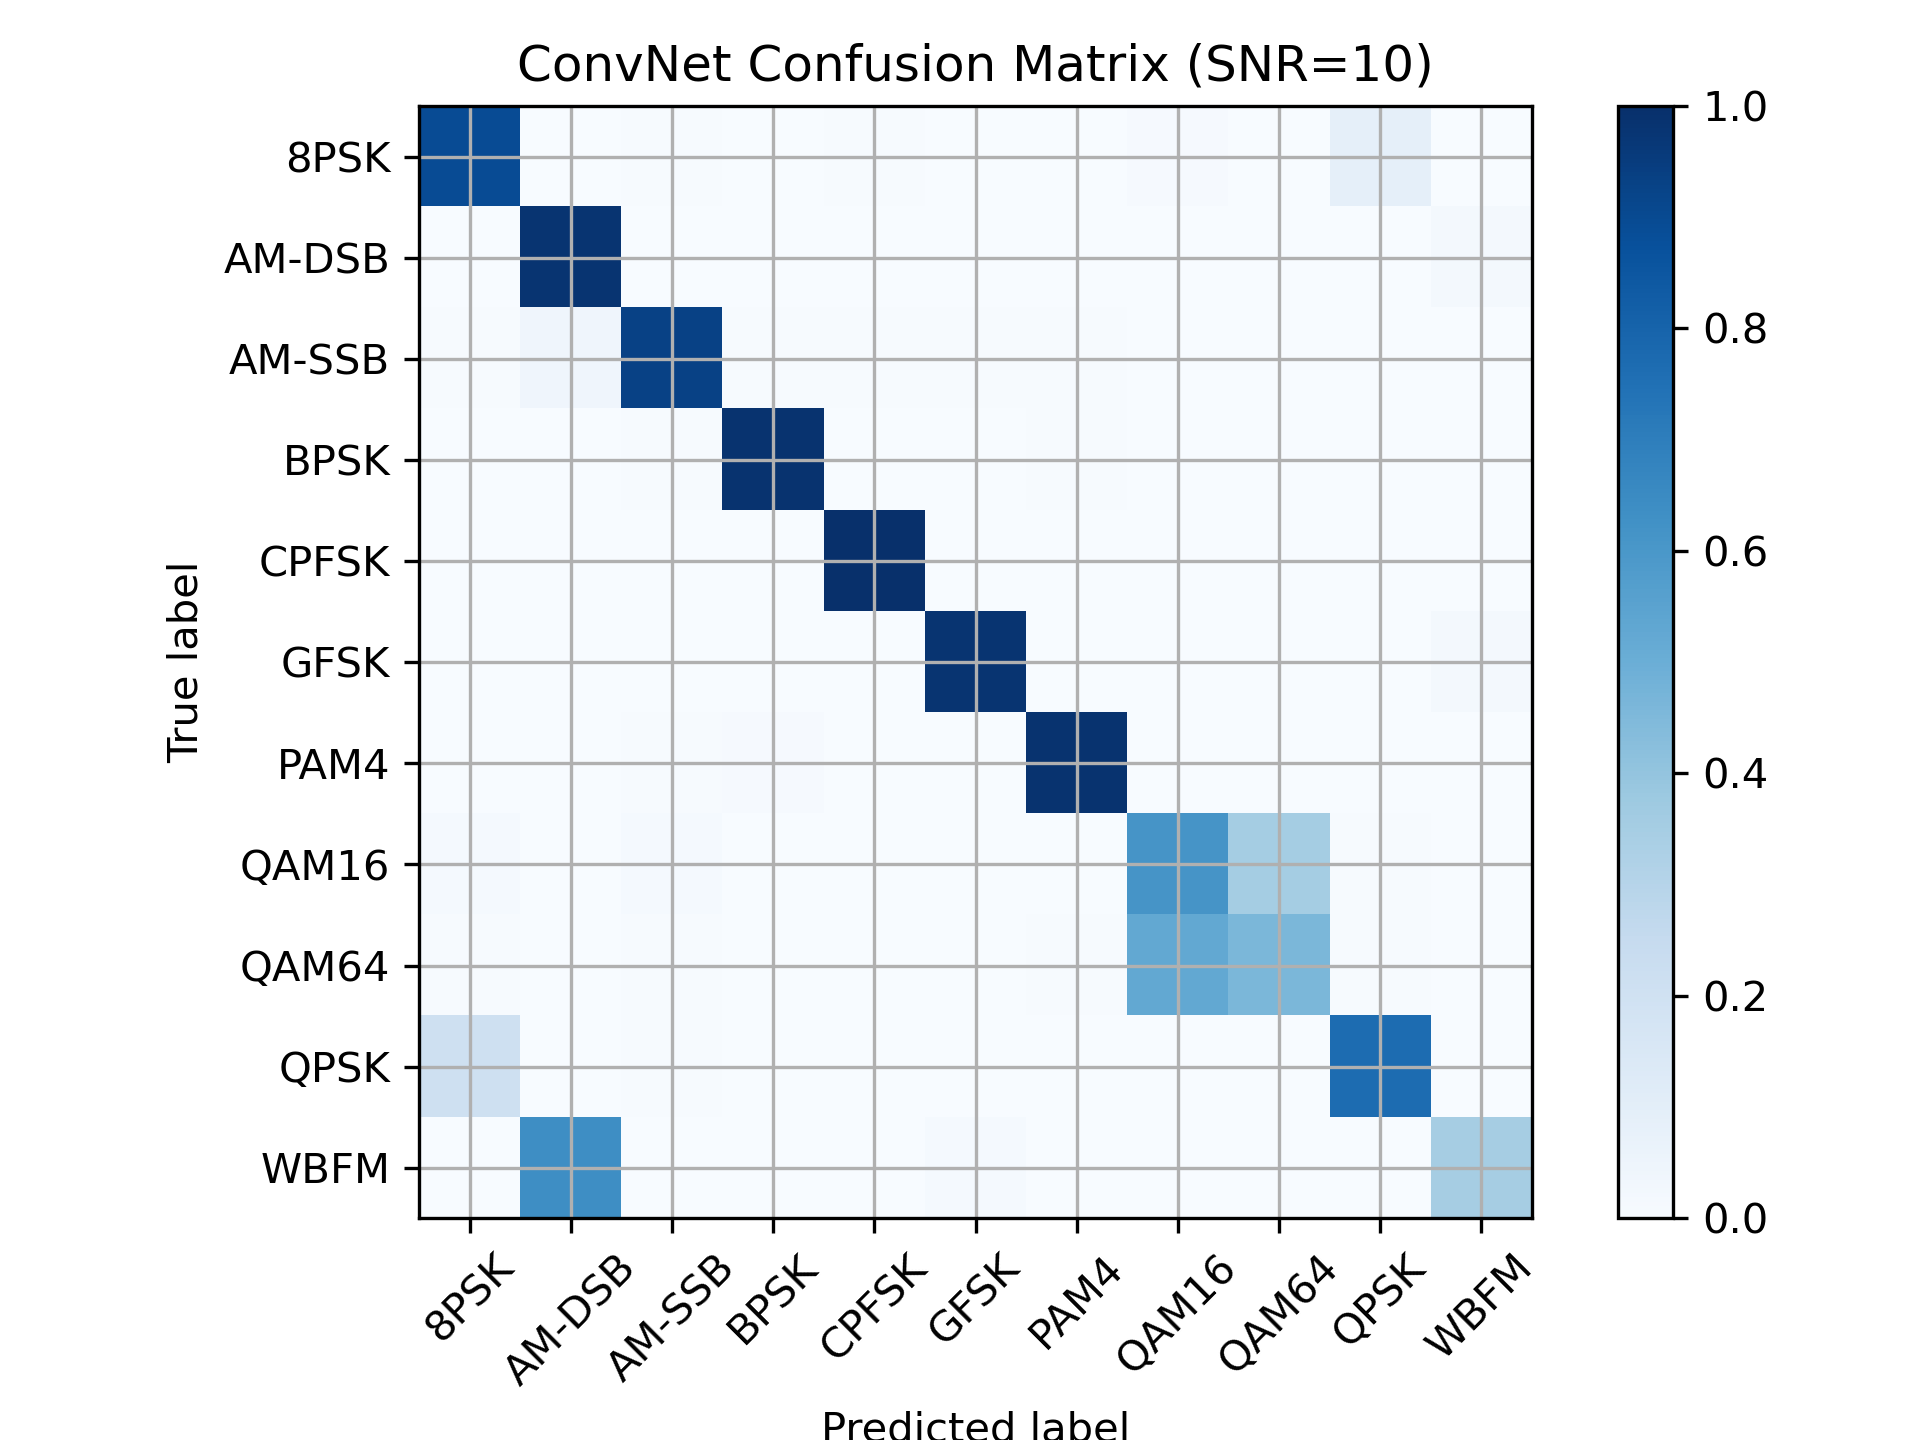 ConvNet Confusion Matrix (SNR=10)
8PSK
AM-DSB
AM-SSB
BPSK
CPFSK
GFSK
PAM4
QAM16
QAM64
QPSK
WBFM
True label
8PSK
AM-DSB
AM-SSB
BPSK
CPFSK
GFSK
PAM4
QAM16
QAM64
QPSK
WBFM
Predicted label
1.0
0.8
0.6
0.4
0.2
0.0